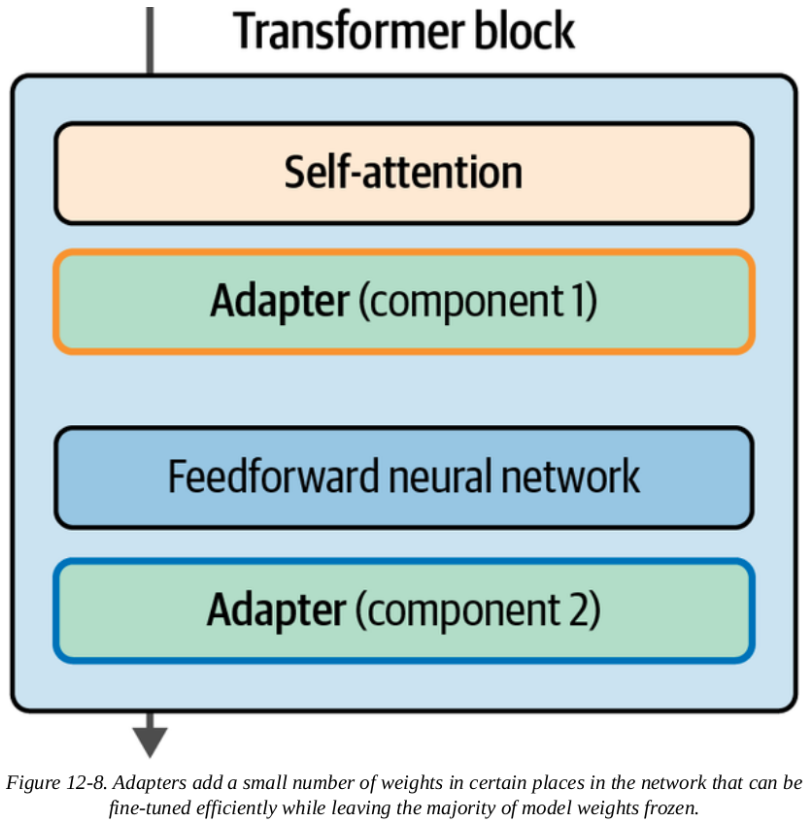 Transformer block
Self-attention
Adapter (component 1)
Feedforward neural network
Adapter (component 2)
Figure 12-8. Adapters add a small number of weights in certain places in the network that can be
fine-tuned efficiently while leaving the majority of model weights frozen.